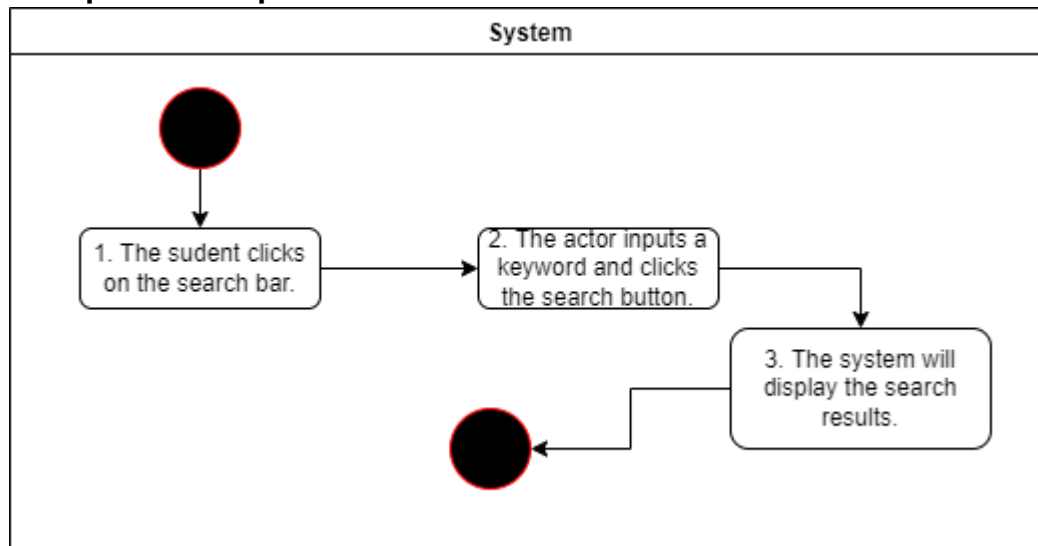 System
1. The sudent clicks
on the search bar.
2. The actor inputs a
keyword and clicks
the search button.
3. The system will
display the search
results.